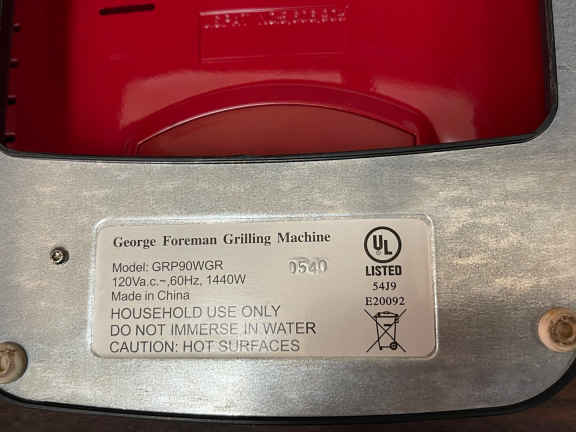 George Foreman Grilling Machine
Model: GRP90WGR
0540
120Va.c.~,60Hz, 1440W
Made in China
HOUSEHOLD USE ONLY
DO NOT IMMERSE IN WATER
CAUTION: HOT SURFACES
UL
LISTED
54J9
E20092